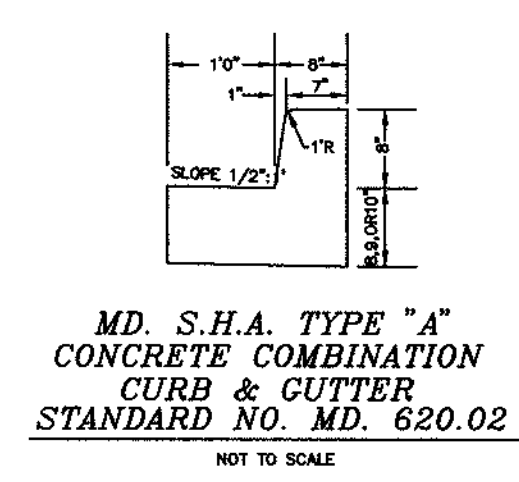 1'0" 8"
1" 7"
1"R
8"
SLOPE 1/2":1'
8,9,OR10"
MD. S.H.A. TYPE "A"
CONCRETE COMBINATION
CURB & GUTTER
STANDARD NO. MD. 620.02
NOT TO SCALE